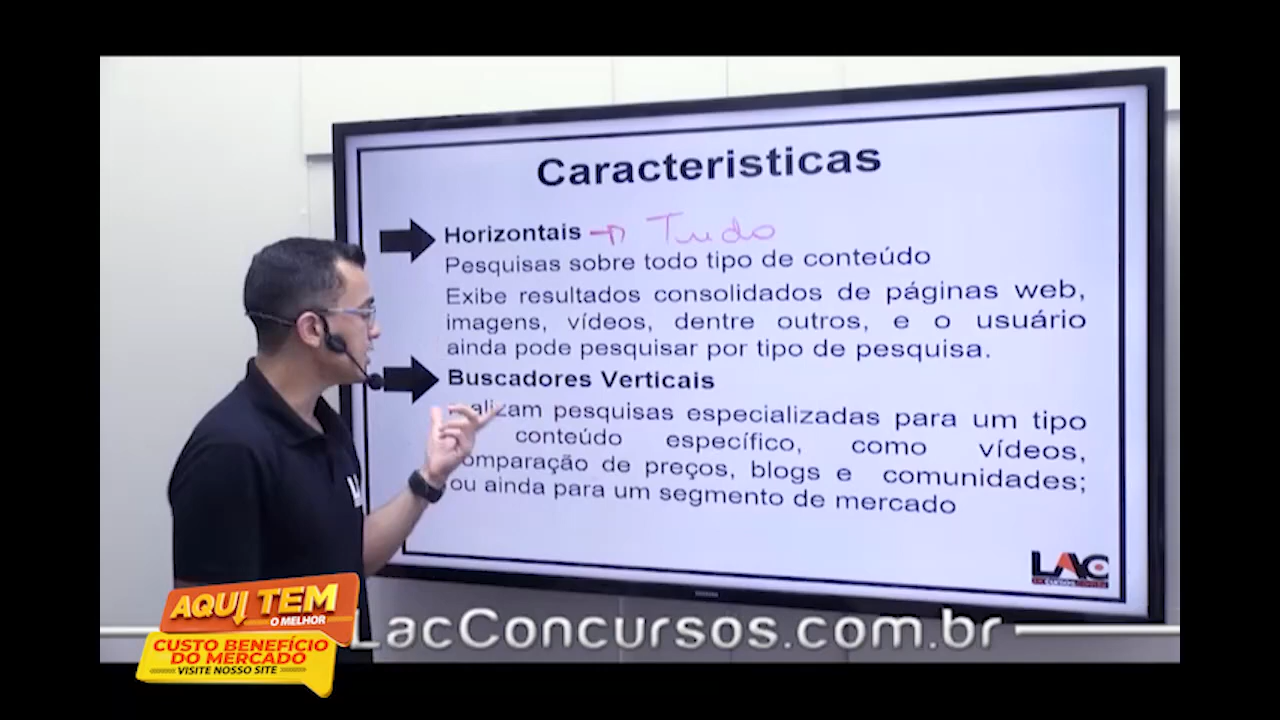 Caracteristicas
Horizontais → Tudo
Pesquisas sobre todo tipo de conteúdo
Exibe resultados consolidados de páginas web,
imagens, vídeos, dentre outros, e o usuário
ainda pode pesquisar por tipo de pesquisa.
Buscadores Verticais
alizam pesquisas especializadas para um tipo
conteúdo específico, como vídeos,
omparação de preços, blogs e comunidades;
ou ainda para um segmento de mercado
LAC
AQUI TEM
O MELHOR
CUSTO BENEFÍCIO
DO MERCADO
VISITE NOSSO SITE
LacConcursos.com.br